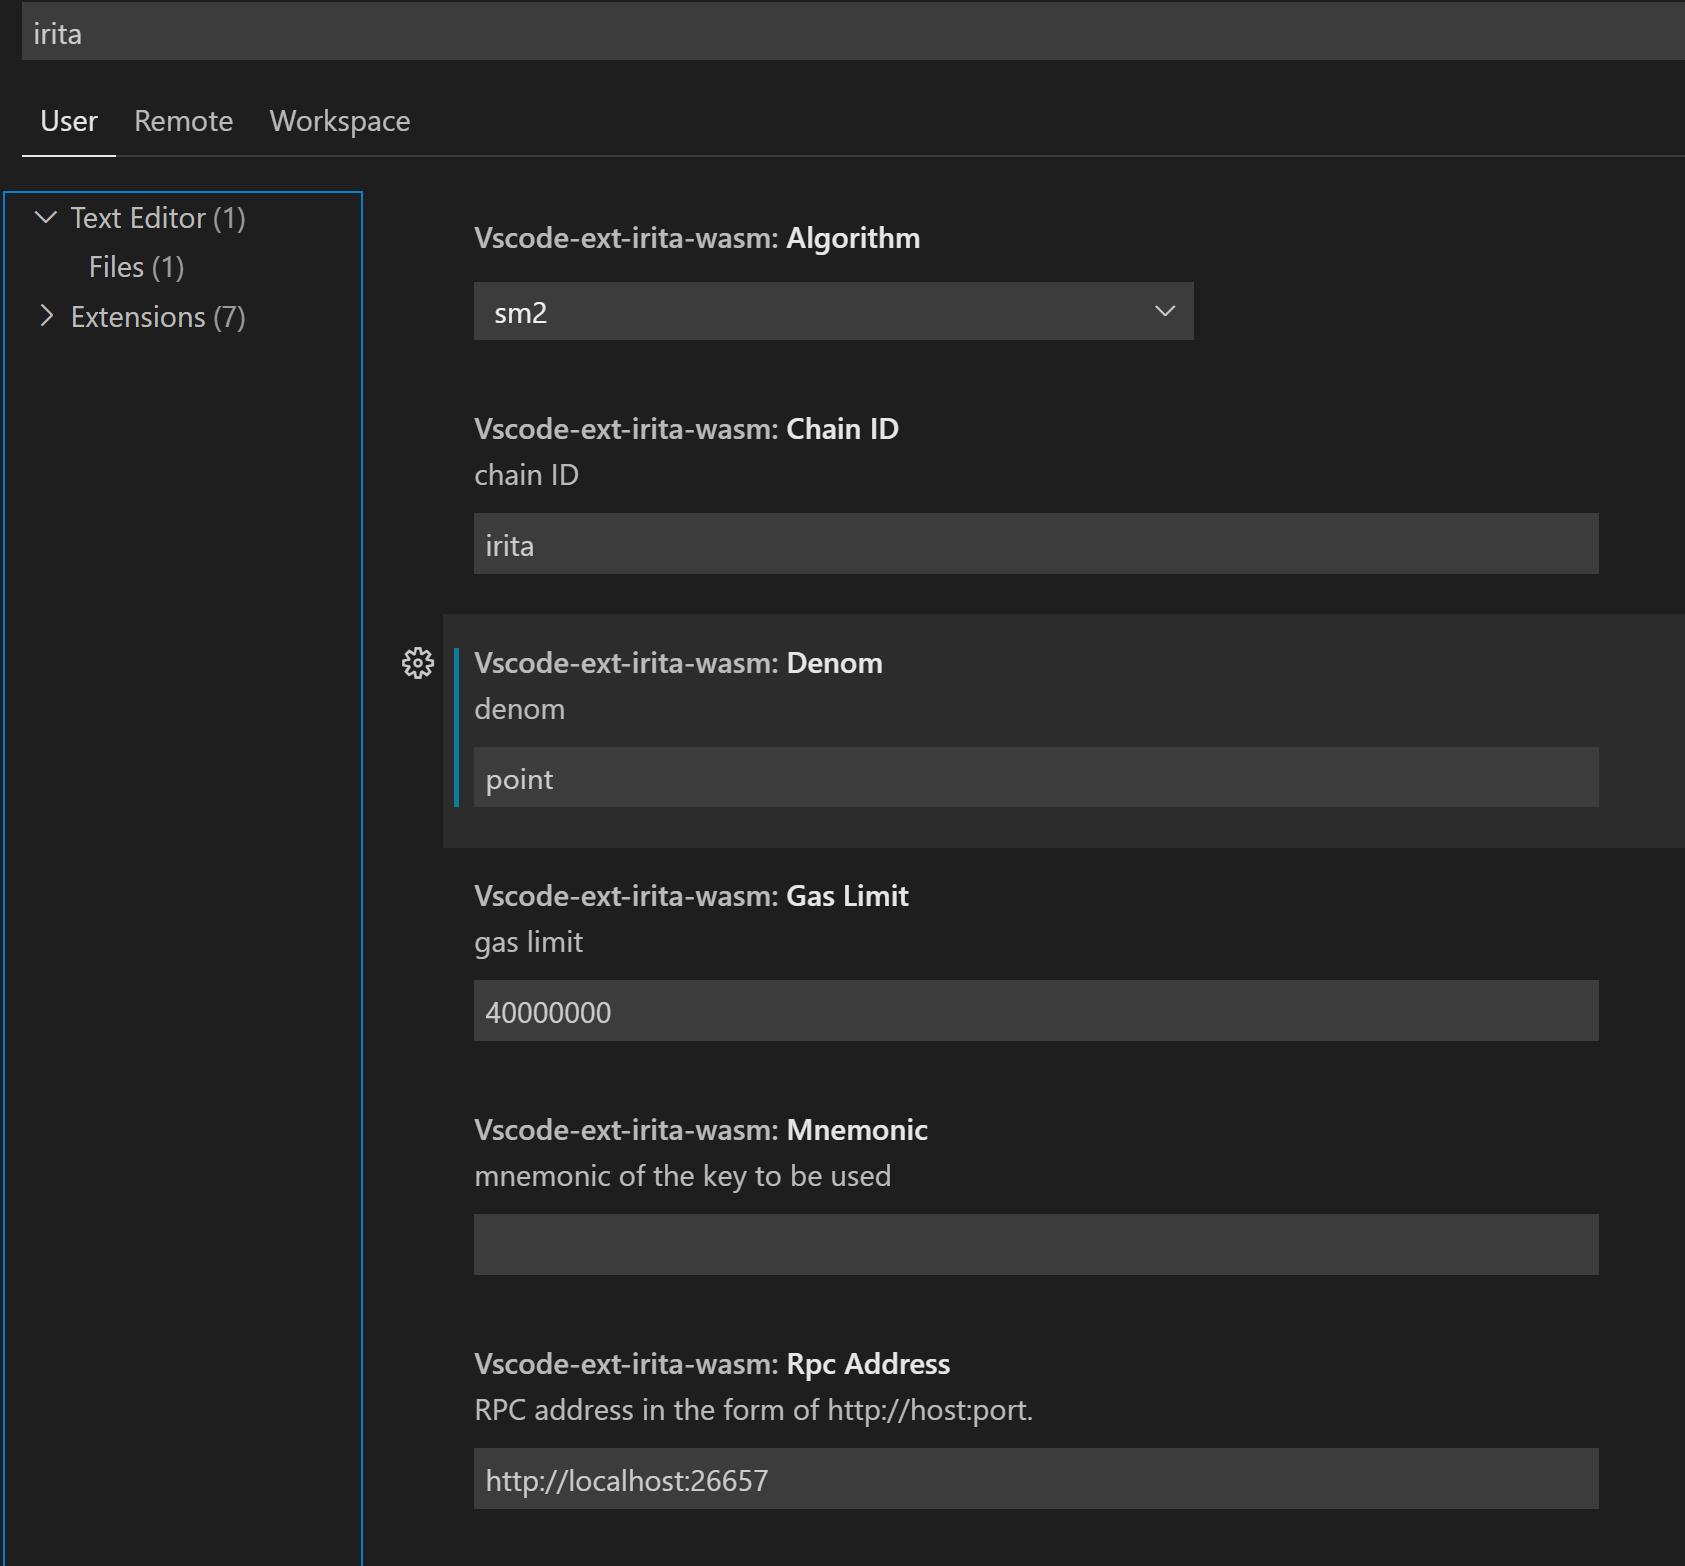 irita
User Remote Workspace
Text Editor (1)
Files (1)
Extensions (7)
Vscode-ext-irita-wasm: Algorithm
sm2
Vscode-ext-irita-wasm: Chain ID
chain ID
irita
Vscode-ext-irita-wasm: Denom
denom
point
Vscode-ext-irita-wasm: Gas Limit
gas limit
40000000
Vscode-ext-irita-wasm: Mnemonic
mnemonic of the key to be used
Vscode-ext-irita-wasm: Rpc Address
RPC address in the form of http://host:port.
http://localhost:26657